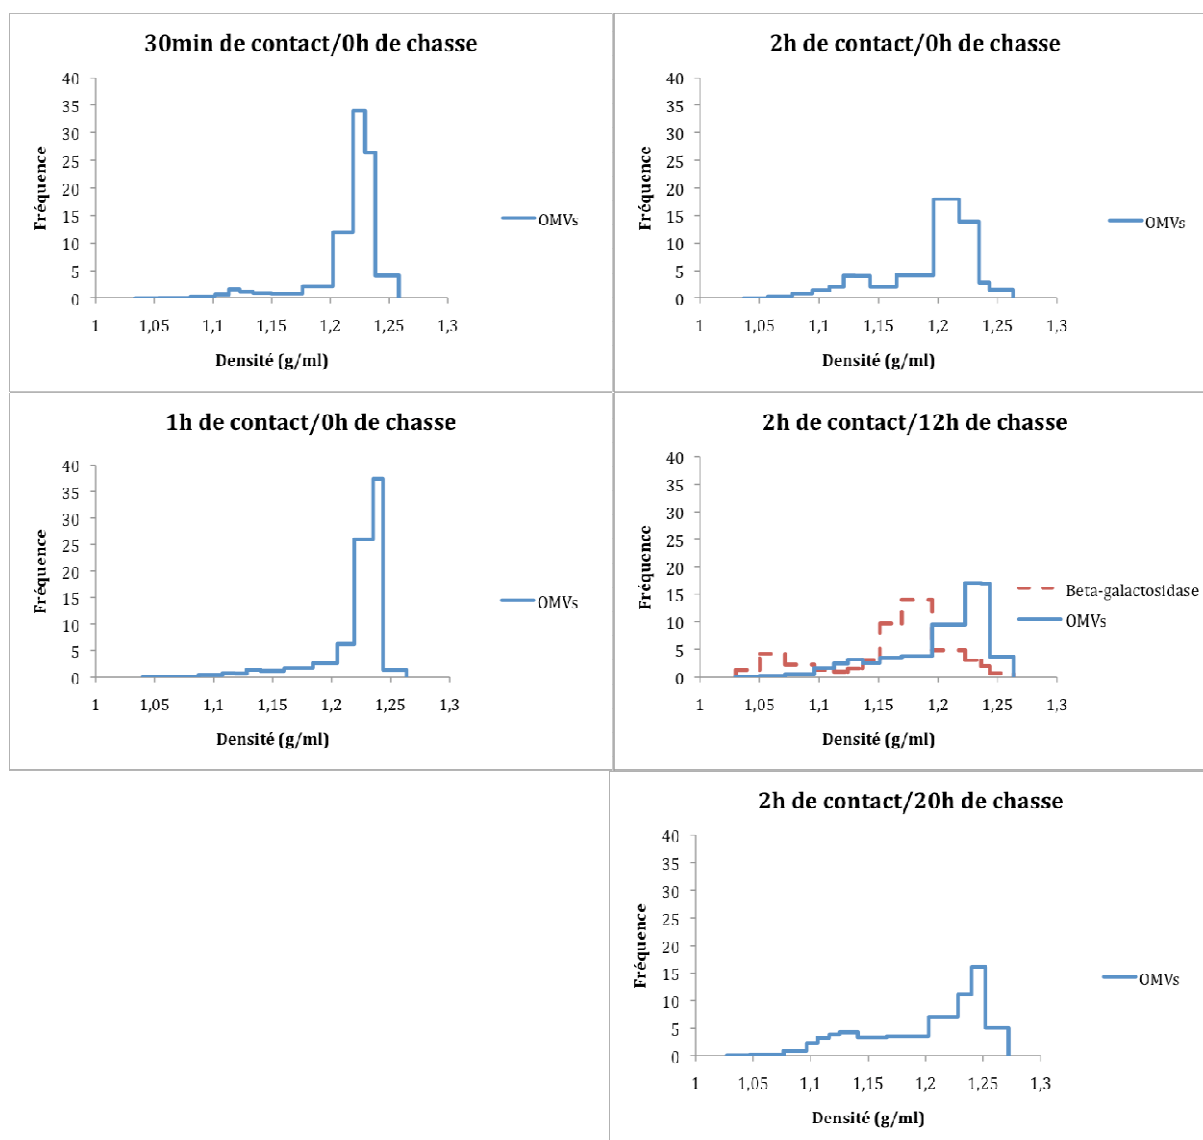 30min de contact/0h de chasse
40
35
30
25
20
15
10
5
0
Fréquence
1 1,05 1,1 1,15 1,2 1,25 1,3
Densité (g/ml)
OMVs
2h de contact/0h de chasse
40
35
30
25
20
15
10
5
0
Fréquence
1 1,05 1,1 1,15 1,2 1,25 1,3
Densité (g/ml)
OMVs
1h de contact/0h de chasse
40
35
30
25
20
15
10
5
0
Fréquence
1 1,05 1,1 1,15 1,2 1,25 1,3
Densité (g/ml)
OMVs
2h de contact/12h de chasse
40
35
30
25
20
15
10
5
0
Fréquence
1 1,05 1,1 1,15 1,2 1,25 1,3
Densité (g/ml)
Beta-galactosidase
OMVs
2h de contact/20h de chasse
40
35
30
25
20
15
10
5
0
Fréquence
1 1,05 1,1 1,15 1,2 1,25 1,3
Densité (g/ml)
OMVs